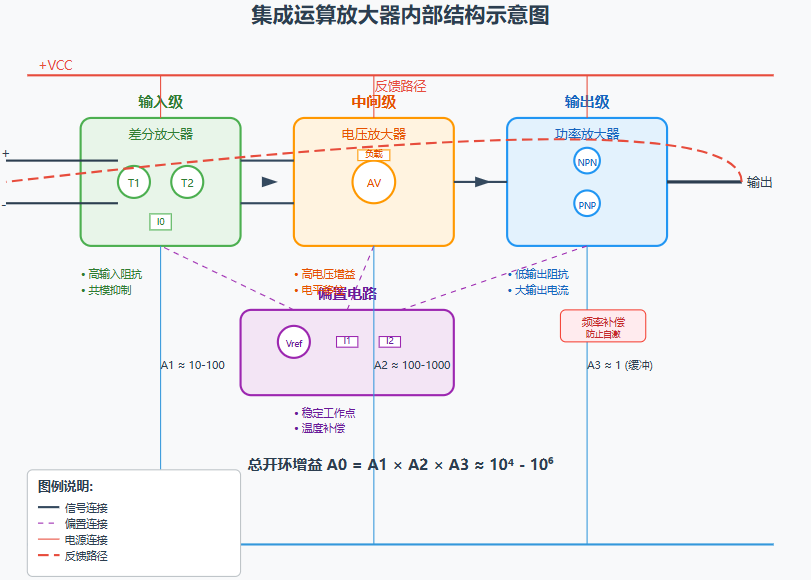 集成运算放大器内部结构示意图
+VCC
反馈路径
输入级
中间级
输出级
差分放大器
电压放大器
功率放大器
+
负载
NPN
T1
T2
AV
输出
-
PNP
I0
• 高输入阻抗
• 共模抑制
• 高电压增益
• 电平
• 低输出阻抗
• 大输出电流
偏置电路
频率补偿
防止自激
Vref
I1
I2
A1 ≈ 10-100
A2 ≈ 100-1000
A3 ≈ 1 (缓冲)
• 稳定工作点
• 温度补偿
总开环增益 A0 = A1 × A2 × A3 ≈ 10⁴ - 10⁶
图例说明:
信号连接
偏置连接
电源连接
反馈路径